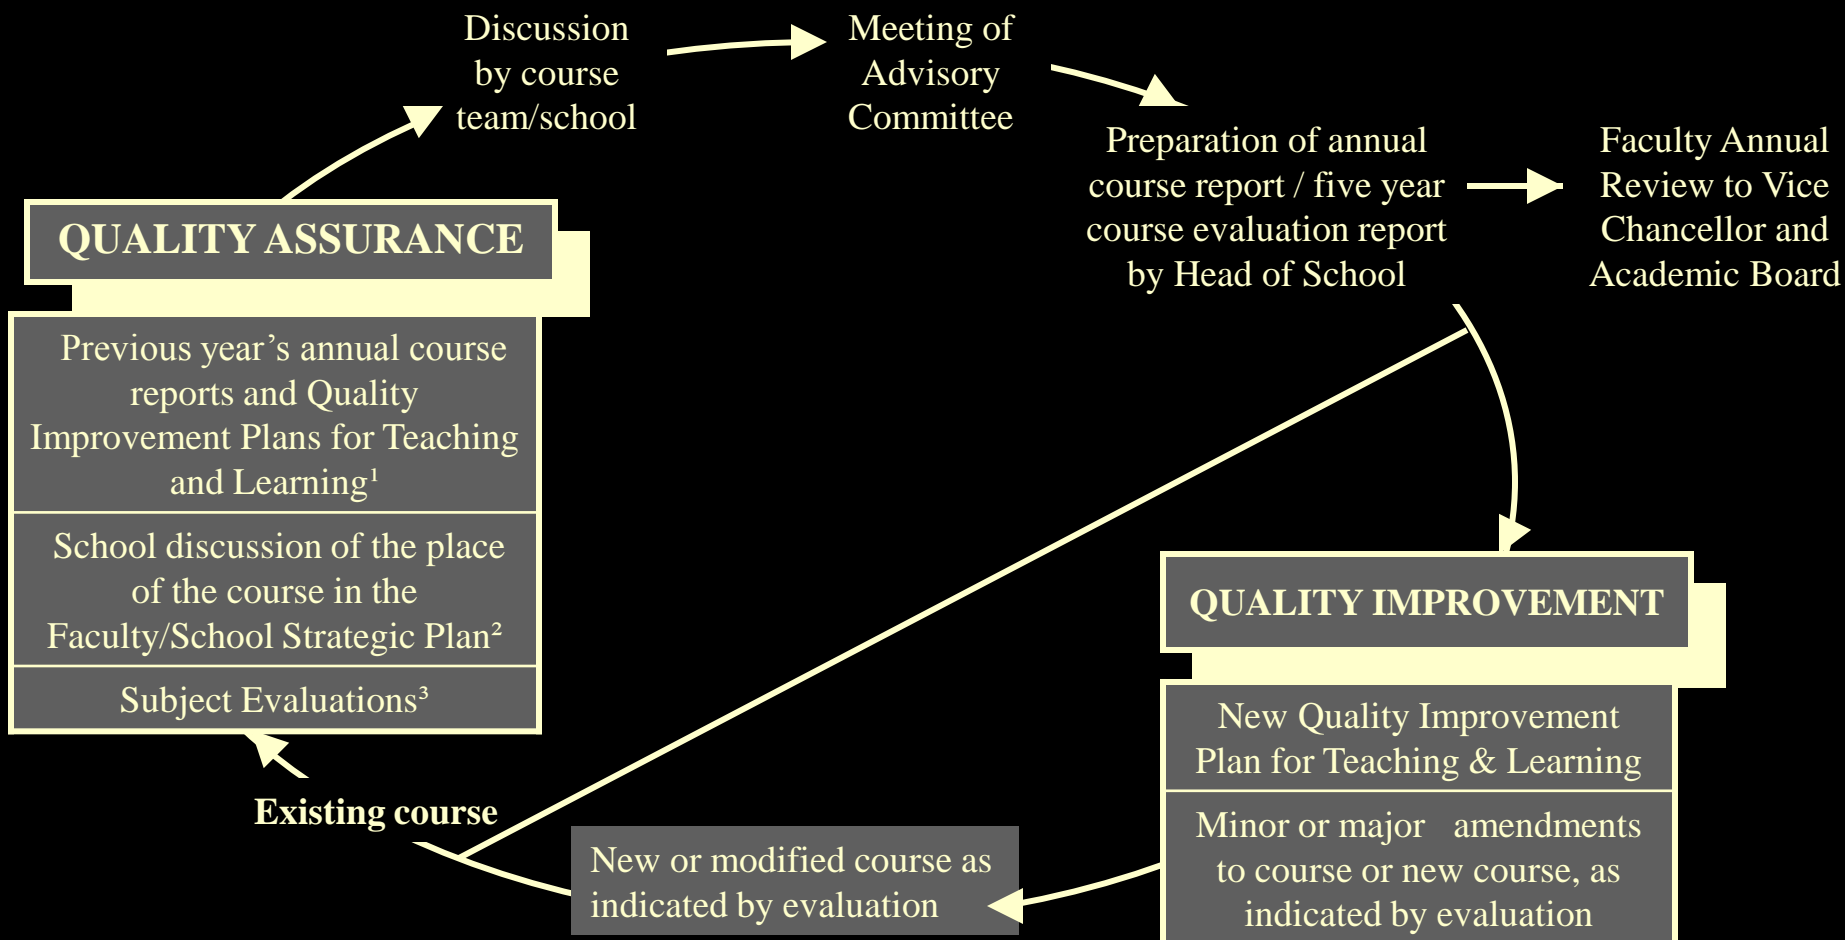 Discussion
by course
team/school
Meeting of
Advisory
Committee
Preparation of annual
course report / five year
course evaluation report
by Head of School
Faculty Annual
Review to Vice
Chancellor and
Academic Board
QUALITY ASSURANCE
Previous year’s annual course
reports and Quality
Improvement Plans for Teaching
and Learning¹
School discussion of the place
of the course in the
Faculty/School Strategic Plan²
Subject Evaluations³
QUALITY IMPROVEMENT
New Quality Improvement
Plan for Teaching & Learning
Minor or major amendments
to course or new course, as
indicated by evaluation
New or modified course as
indicated by evaluation
Existing course